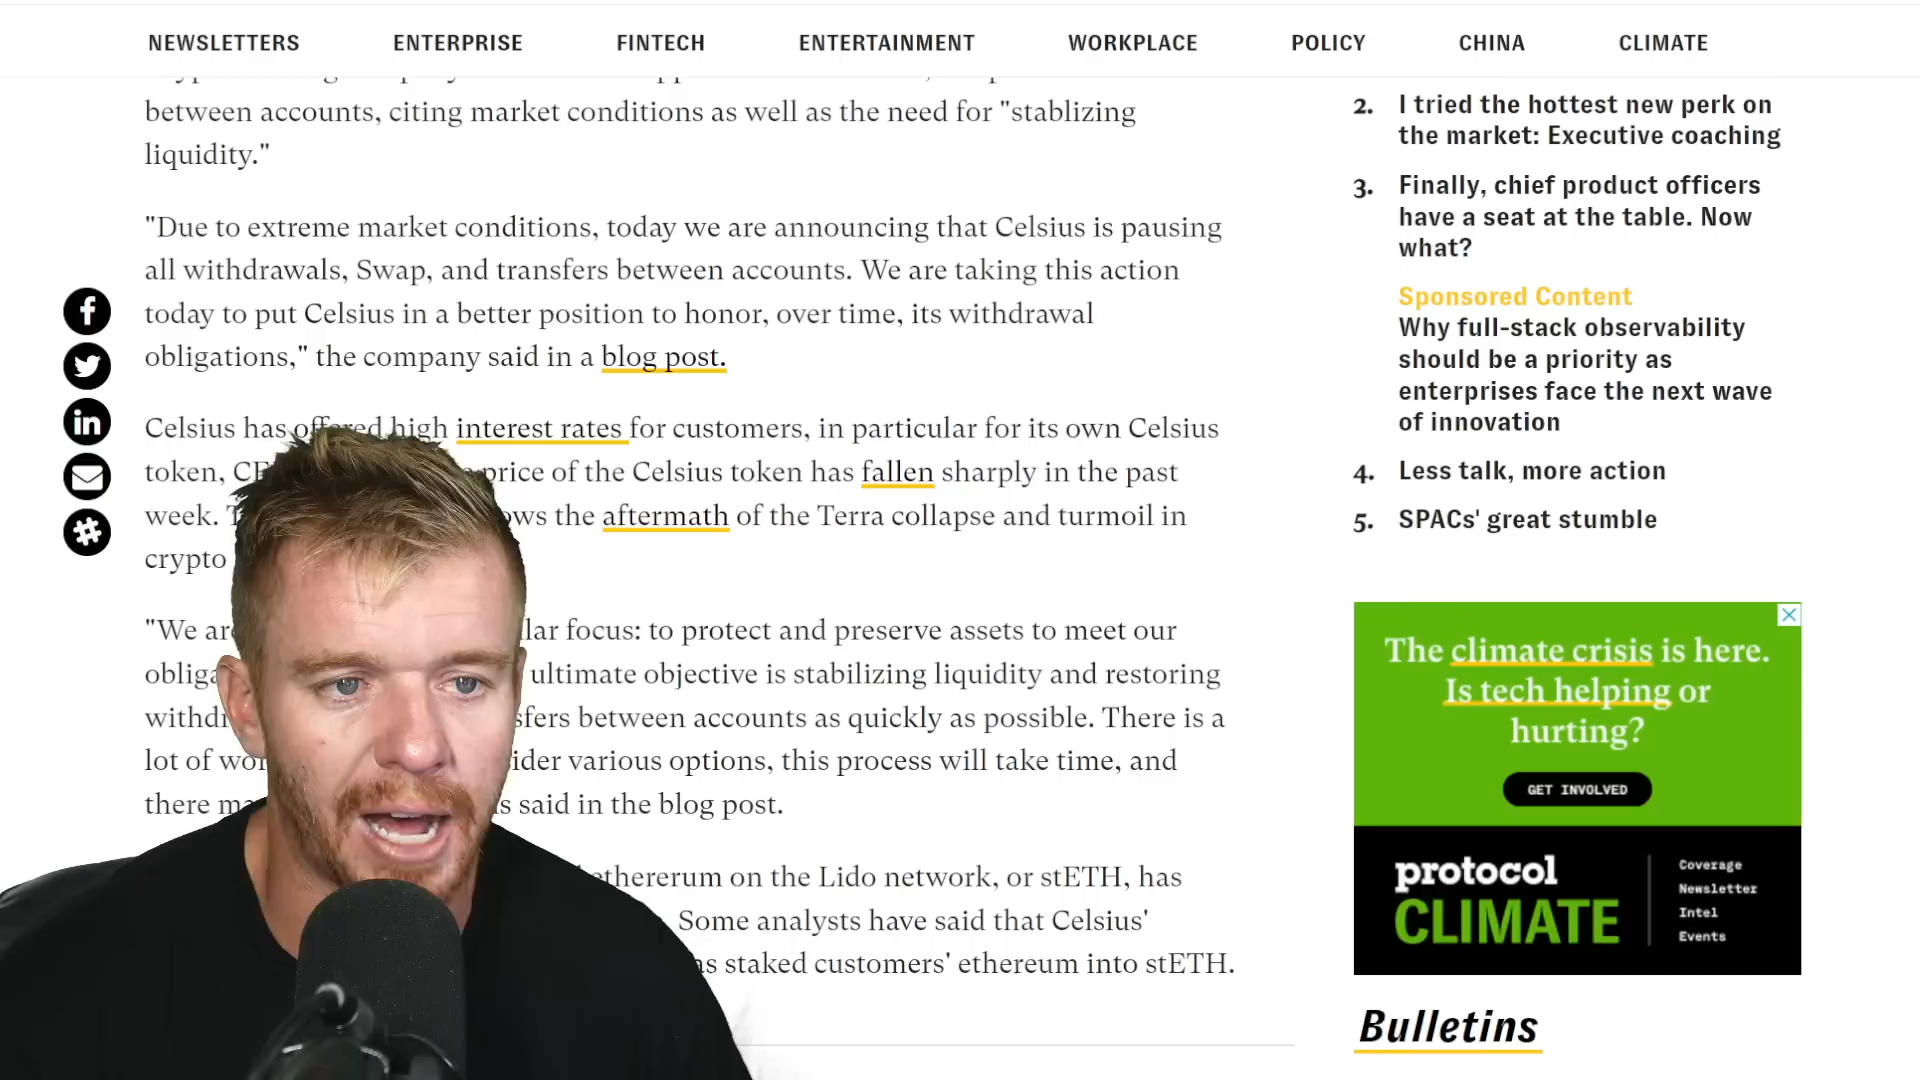 NEWSLETTERS ENTERPRISE FINTECH ENTERTAINMENT WORKPLACE POLICY CHINA CLIMATE
between accounts, citing market conditions as well as the need for "stablizing
liquidity."
"Due to extreme market conditions, today we are announcing that Celsius is pausing
all withdrawals, Swap, and transfers between accounts. We are taking this action
today to put Celsius in a better position to honor, over time, its withdrawal
obligations," the company said in a blog post.
Celsius has offered high interest rates for customers, in particular for its own Celsius
token, price of the Celsius token has fallen sharply in the past
week. the aftermath of the Terra collapse and turmoil in
crypto
"We focus: to protect and preserve assets to meet our
ultimate objective is stabilizing liquidity and restoring
between accounts as quickly as possible. There is a
lot of various options, this process will take time, and
there said in the blog post.
ethererum on the Lido network, or stETH, has
Some analysts have said that Celsius'
staked customers' ethereum into stETH.
2. I tried the hottest new perk on
the market: Executive coaching
3. Finally, chief product officers
have a seat at the table. Now
what?
Sponsored Content
Why full-stack observability
should be a priority as
enterprises face the next wave
of innovation
4. Less talk, more action
5. SPACs' great stumble
The climate crisis is here.
Is tech helping or
hurting?
GET INVOLVED
protocol
CLIMATE
Coverage
Newsletter
Intel
Events
Bulletins